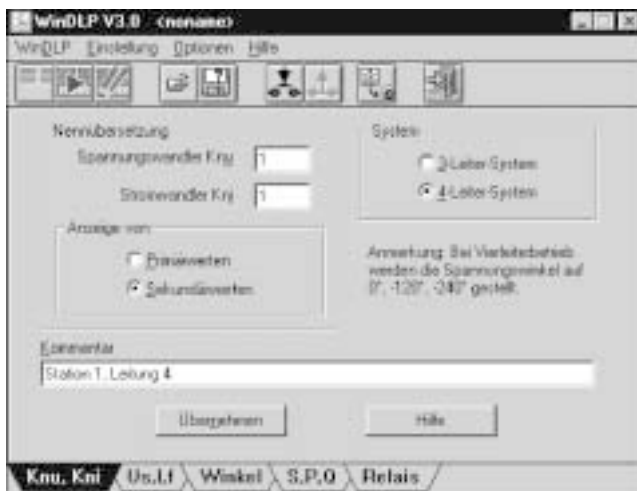 WinDLP V3.0 <noname>
WinDLP Einstellung Optionen Hilfe
Nennübersetzung
Spannungswandler Knu 1
Stromwandler Kni 1
System
3-Leiter-System
4-Leiter-System
Anzeige von
Primärwerten
Sekundärwerten
Anmerkung: Bei Vierleiterbetrieb
werden die Spannungswinkel auf
0°, -120°, -240° gestellt.
Kommentar
Station 1, Leitung 4
Übernehmen
Hilfe
Knu, Kni Us,I,f Winkel S,P,Q Relais